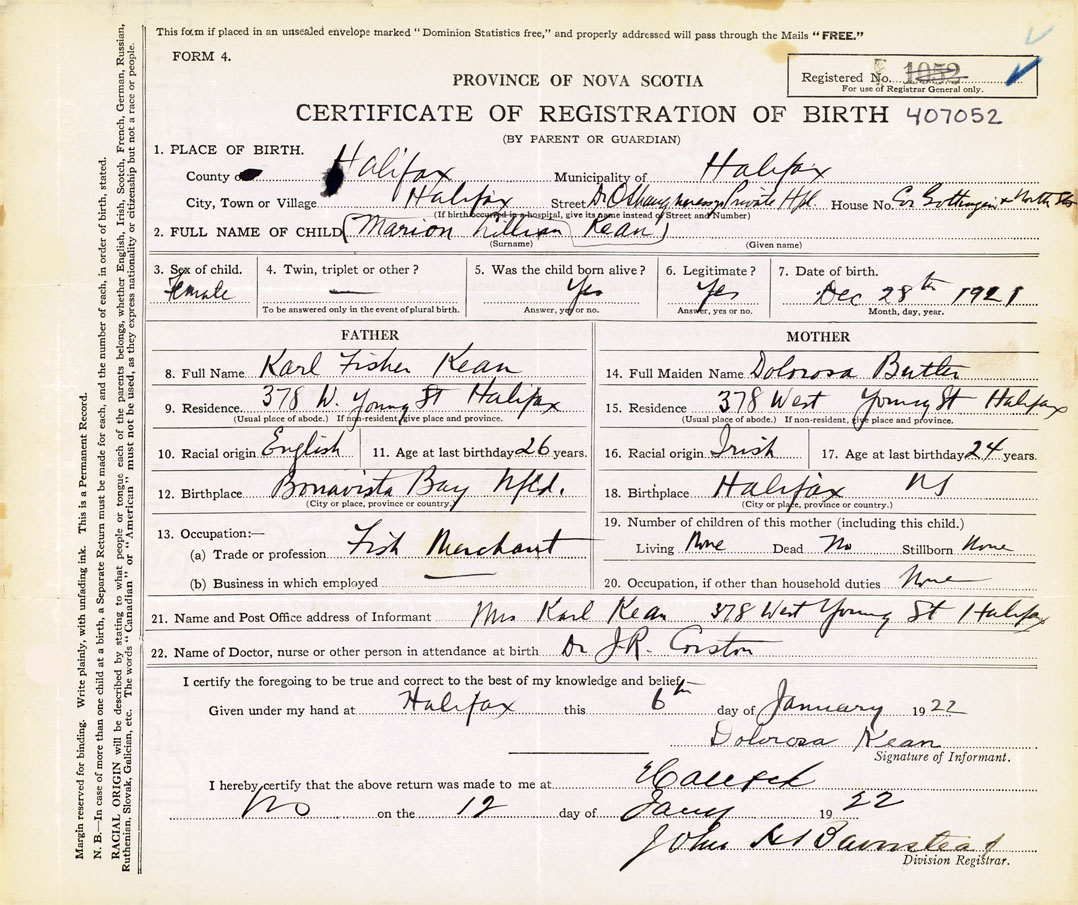 This form if placed in an unsealed envelope marked "Dominion Statistics free," and properly addressed will pass through the Mails "FREE."
FORM 4.
Registered No. 1052
For use of Registrar General only.
PROVINCE OF NOVA SCOTIA
CERTIFICATE OF REGISTRATION OF BIRTH 407052
(BY PARENT OR GUARDIAN)
1. PLACE OF BIRTH.
County of Halifax Municipality of Halifax
City, Town or Village Halifax Street Private Hpl House No. Cor Gottingen & North Sts
(If birth occurred in a hospital, give its name instead of Street and Number)
2. FULL NAME OF CHILD (Marion Lillian (Kean)
(Surname) (Given name)
3. Sex of child. 4. Twin, triplet or other? 5. Was the child born alive? 6. Legitimate? 7. Date of birth.
Female — Yes Yes Dec 28th 1921
To be answered only in the event of plural birth. Answer, yes or no. Answer, yes or no. Month, day, year.
FATHER
8. Full Name Karl Fisher Kean
9. Residence. 378 W. Young St Halifax
(Usual place of abode.) If non-resident, give place and province.
10. Racial origin English 11. Age at last birthday 26 years.
12. Birthplace Bonavista Bay Nfld.
(City or place, province or country.)
13. Occupation:—
(a) Trade or profession Fish Merchant
(b) Business in which employed —
MOTHER
14. Full Maiden Name Dolorosa Butler
15. Residence 378 West Young St Halifax
(Usual place of abode.) If non-resident, give place and province.
16. Racial origin Irish 17. Age at last birthday 24 years.
18. Birthplace Halifax NS
(City or place, province or country.)
19. Number of children of this mother (including this child.)
Living None Dead No Stillborn None
20. Occupation, if other than household duties None
21. Name and Post Office address of Informant Mrs Karl Kean 378 West Young St Halifax
22. Name of Doctor, nurse or other person in attendance at birth Dr J.R. Corston
I certify the foregoing to be true and correct to the best of my knowledge and belief.
Given under my hand at Halifax this 6th day of January 1922
Dolorosa Kean
Signature of Informant.
I hereby certify that the above return was made to me at
on the 12 day of Jany 1922
John H Barnstead
Division Registrar.
Margin reserved for binding. Write plainly, with unfading ink. This is a Permanent Record.
N. B.—In case of more than one child at a birth, a Separate Return must be made for each, and the number of each, in order of birth, stated.
RACIAL ORIGIN will be described by stating to what people or tongue each of the parents belongs, whether English, Irish, Scotch, French, German, Russian,
Ruthenian, Slovak, Galician, etc. The words "Canadian" or "American" must not be used, as they express nationality or citizenship but not a race or people.